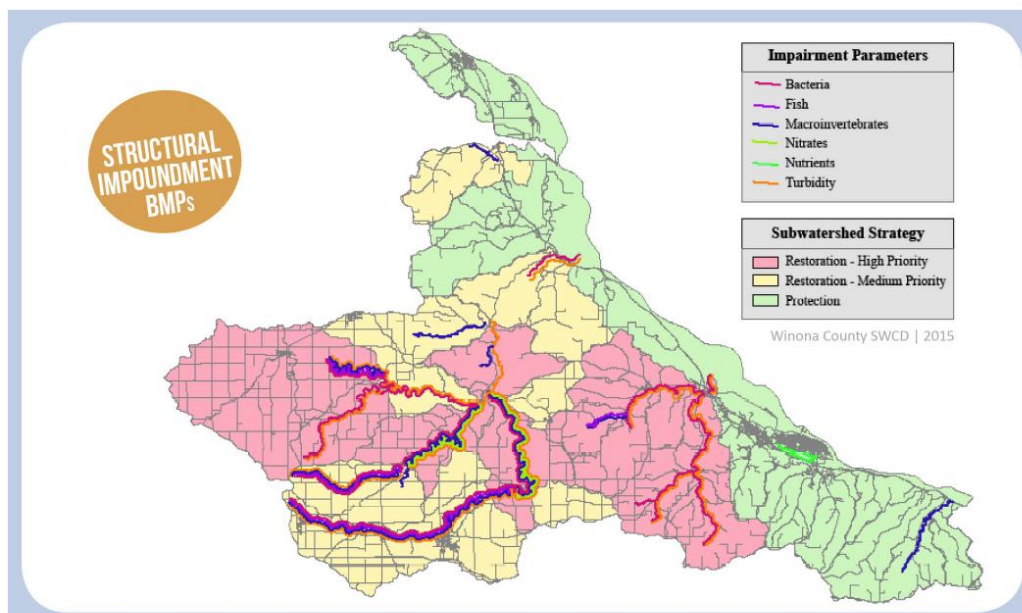 STRUCTURAL
IMPOUNDMENT
BMPs
Impairment Parameters
Bacteria
Fish
Macroinvertebrates
Nitrates
Nutrients
Turbidity
Subwatershed Strategy
Restoration - High Priority
Restoration - Medium Priority
Protection
Winona County SWCD | 2015